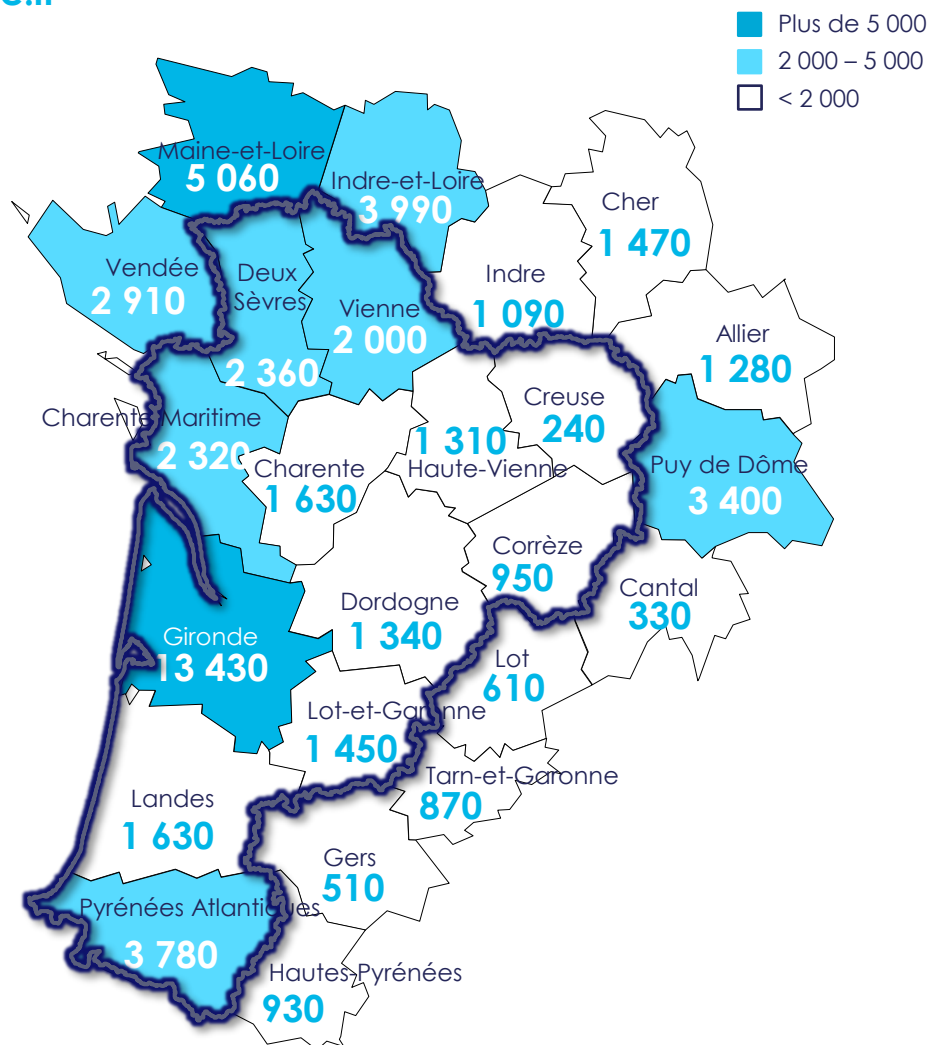 Plus de 5 000
2 000 – 5 000
< 2 000
Maine-et-Loire
5 060
Indre-et-Loire
3 990
Cher
1 470
Vendée
2 910
Deux
Sèvres
2 360
Vienne
2 000
Indre
1 090
Allier
1 280
Charente Maritime
2 320
Charente
1 630
1 310
Haute-Vienne
Creuse
240
Puy de Dôme
3 400
Corrèze
950
Cantal
330
Dordogne
1 340
Gironde
13 430
Lot
610
Lot-et-Garonne
1 450
Tarn-et-Garonne
870
Landes
1 630
Gers
510
Pyrénées Atlantiques
3 780
Hautes-Pyrénées
930